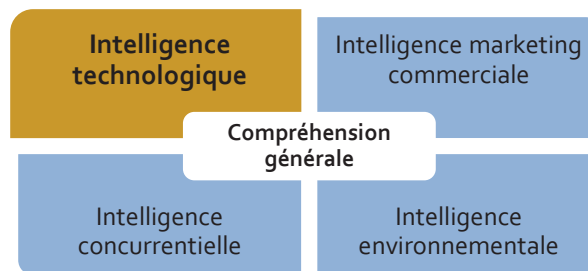 Intelligence
technologique
Intelligence marketing
commerciale
Compréhension
générale
Intelligence
concurrentielle
Intelligence
environnementale